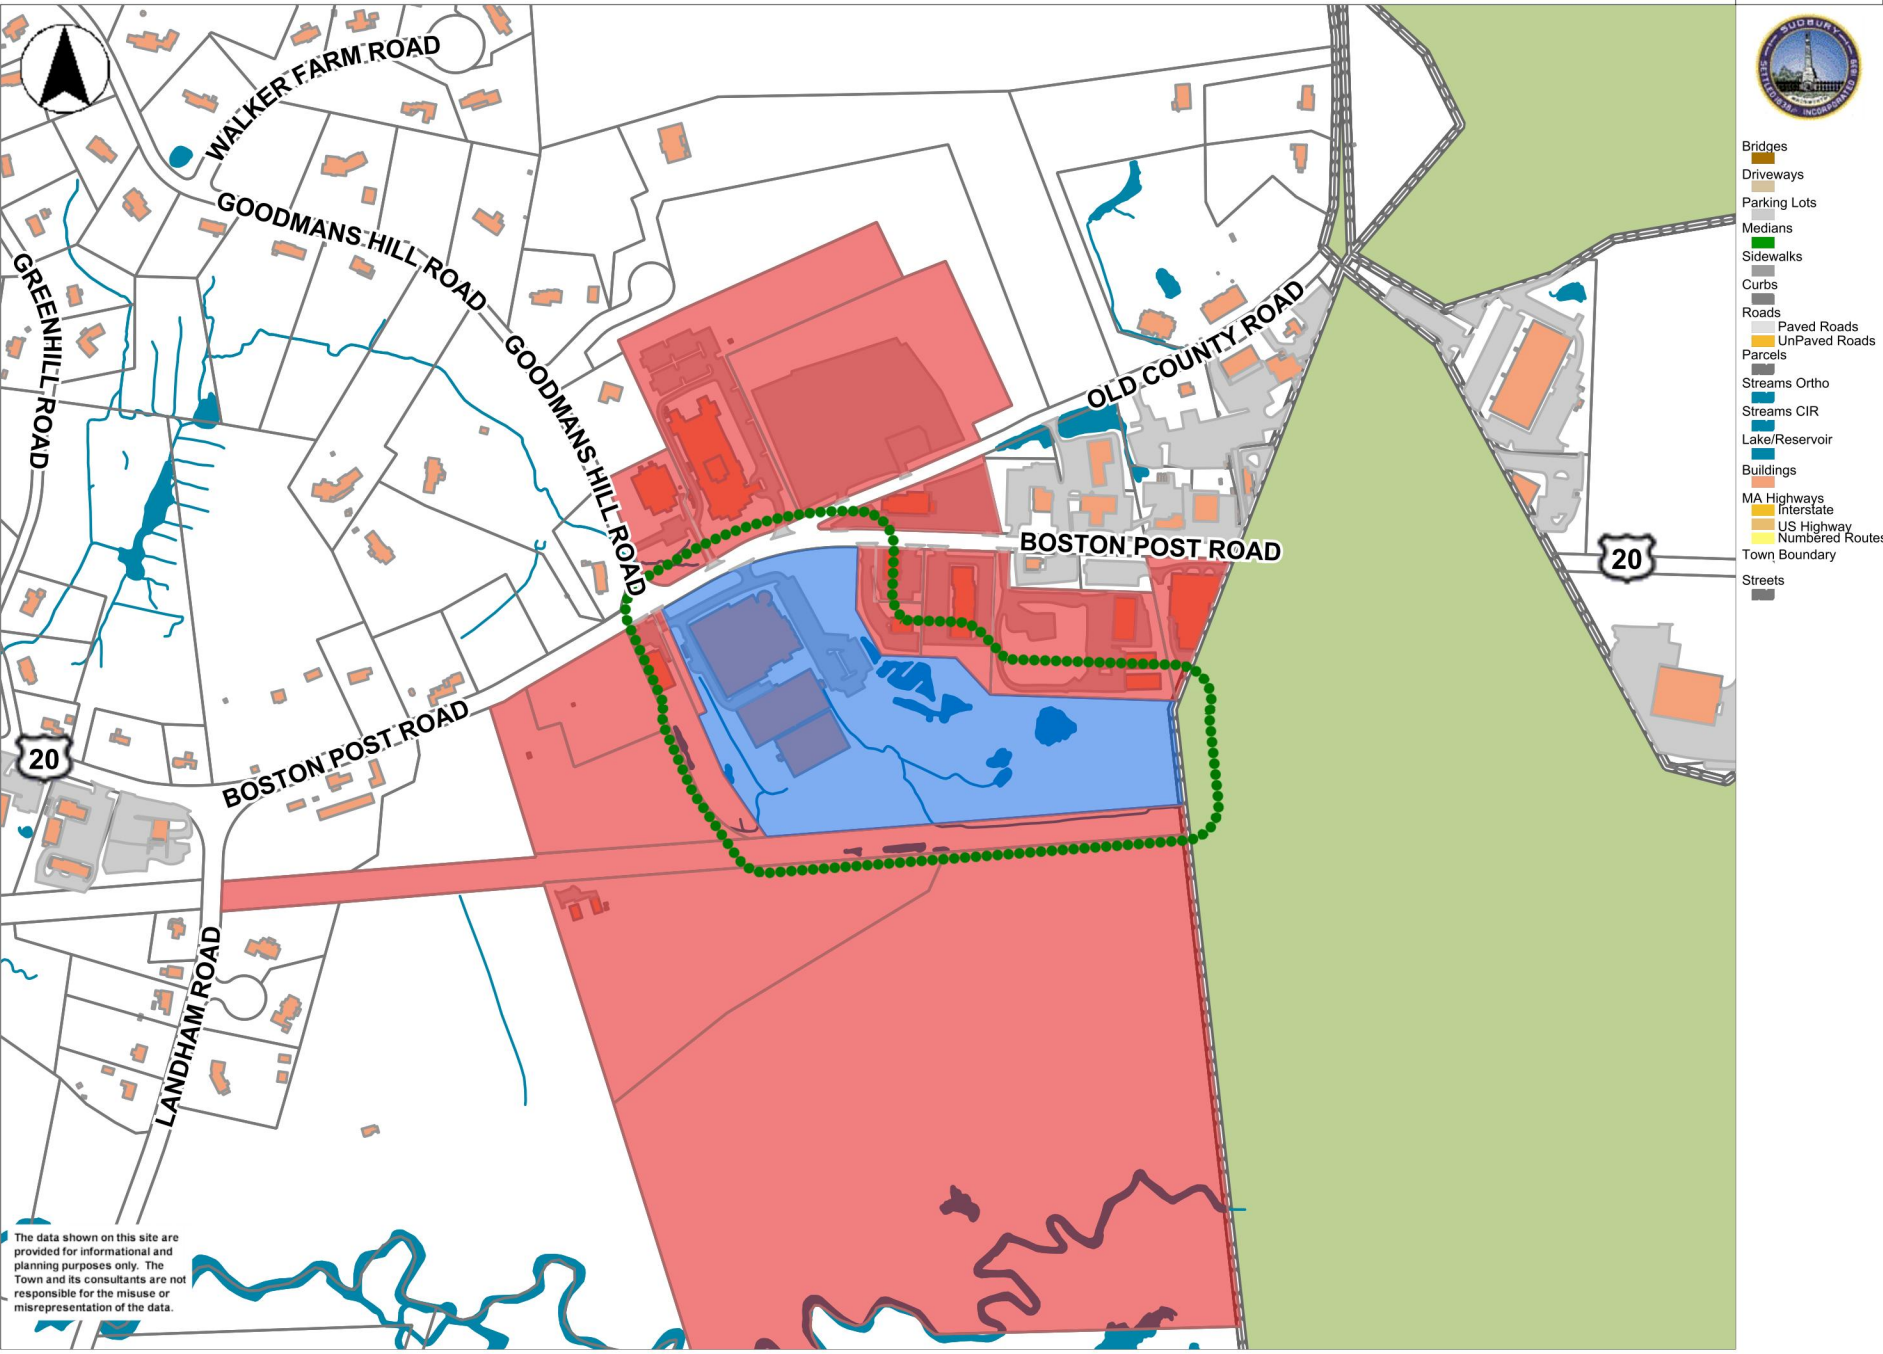 WALKER FARM ROAD
GOODMANS HILL ROAD
GREENHILL ROAD
GOODMANS HILL ROAD
OLD COUNTY ROAD
BOSTON POST ROAD
20
BOSTON POST ROAD
20
LANDHAM ROAD
The data shown on this site are
provided for informational and
planning purposes only. The
Town and its consultants are not
responsible for the misuse or
misrepresentation of the data.
SUDBURY
SETTLED 1638
INCORPORATED 1639
Bridges
Driveways
Parking Lots
Medians
Sidewalks
Curbs
Roads
Paved Roads
UnPaved Roads
Parcels
Streams Ortho
Streams CIR
Lake/Reservoir
Buildings
MA Highways
Interstate
US Highway
Numbered Routes
Town Boundary
Streets